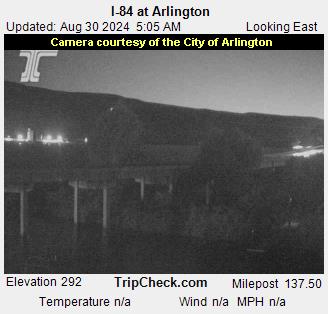 I-84 at Arlington
Updated: Aug 30 2024 5:05 AM Looking East
Camera courtesy of the City of Arlington
Elevation 292 TripCheck.com Milepost 137.50
Temperature n/a Wind n/a MPH n/a